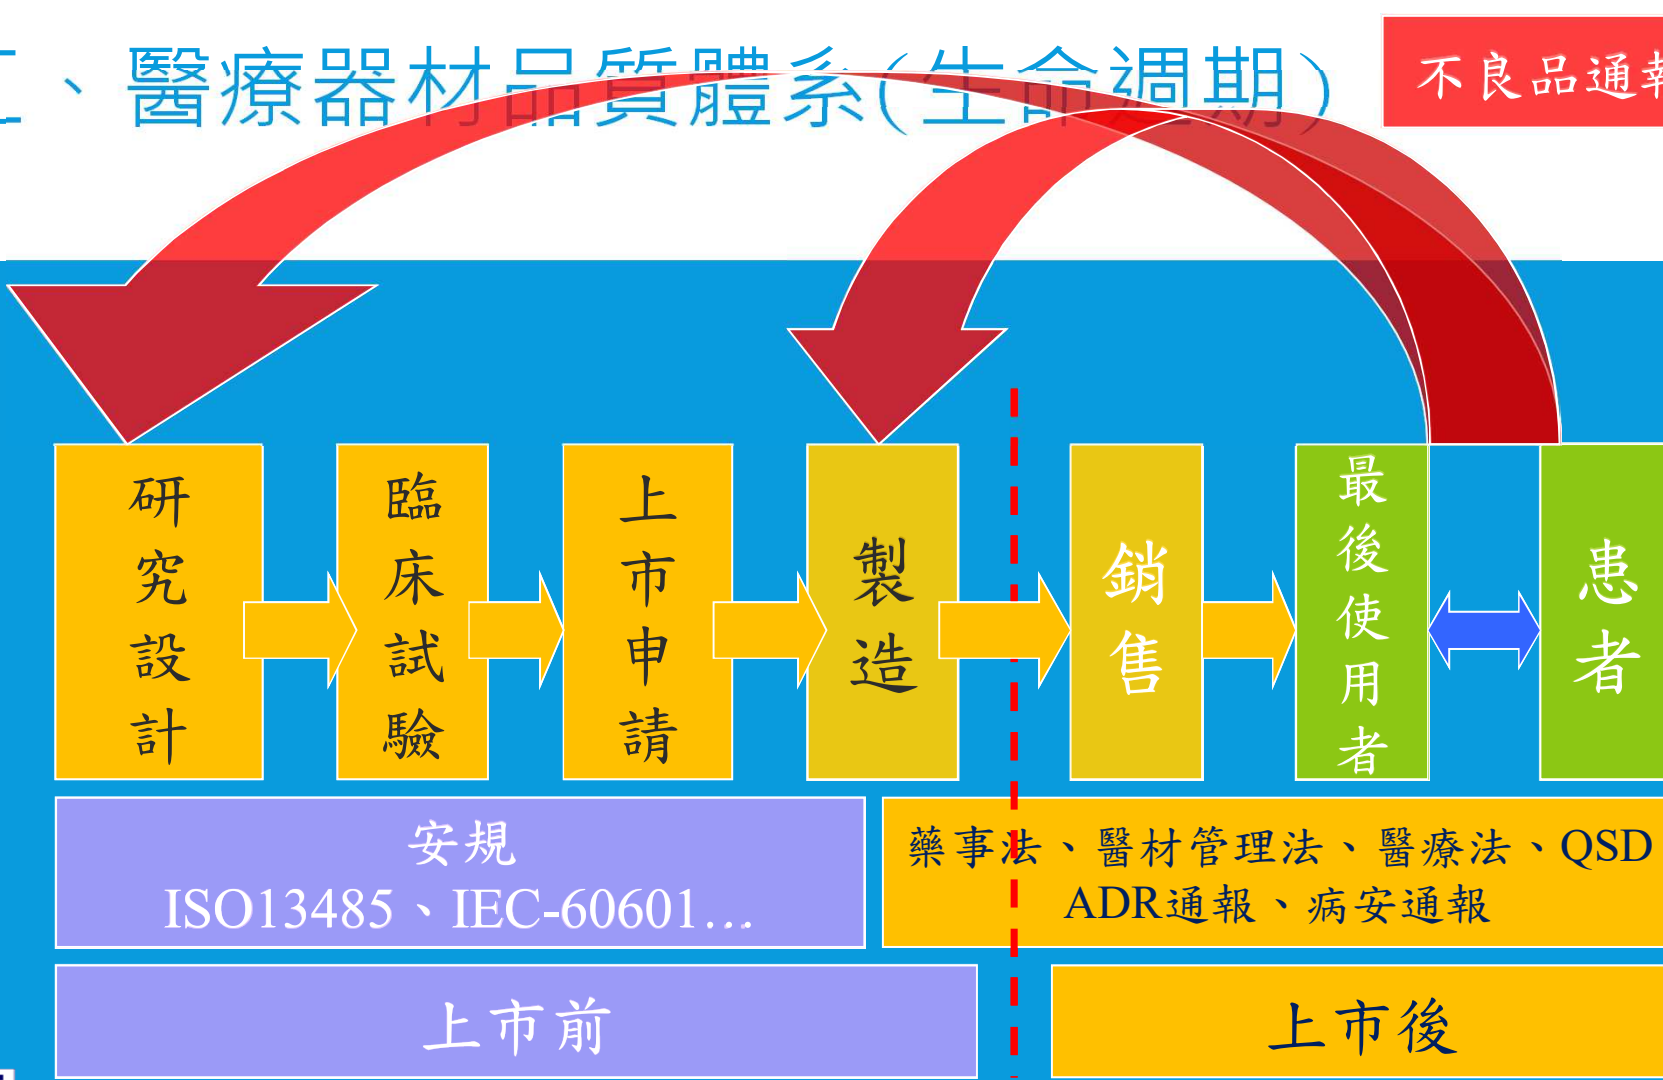 、醫療器材品質體系(生命週期)
不良品通報
研究設計
臨床試驗
上市申請
製造
銷售
最後使用者
患者
安規
ISO13485、IEC-60601…
藥事法、醫材管理法、醫療法、QSD
ADR通報、病安通報
上市前
上市後